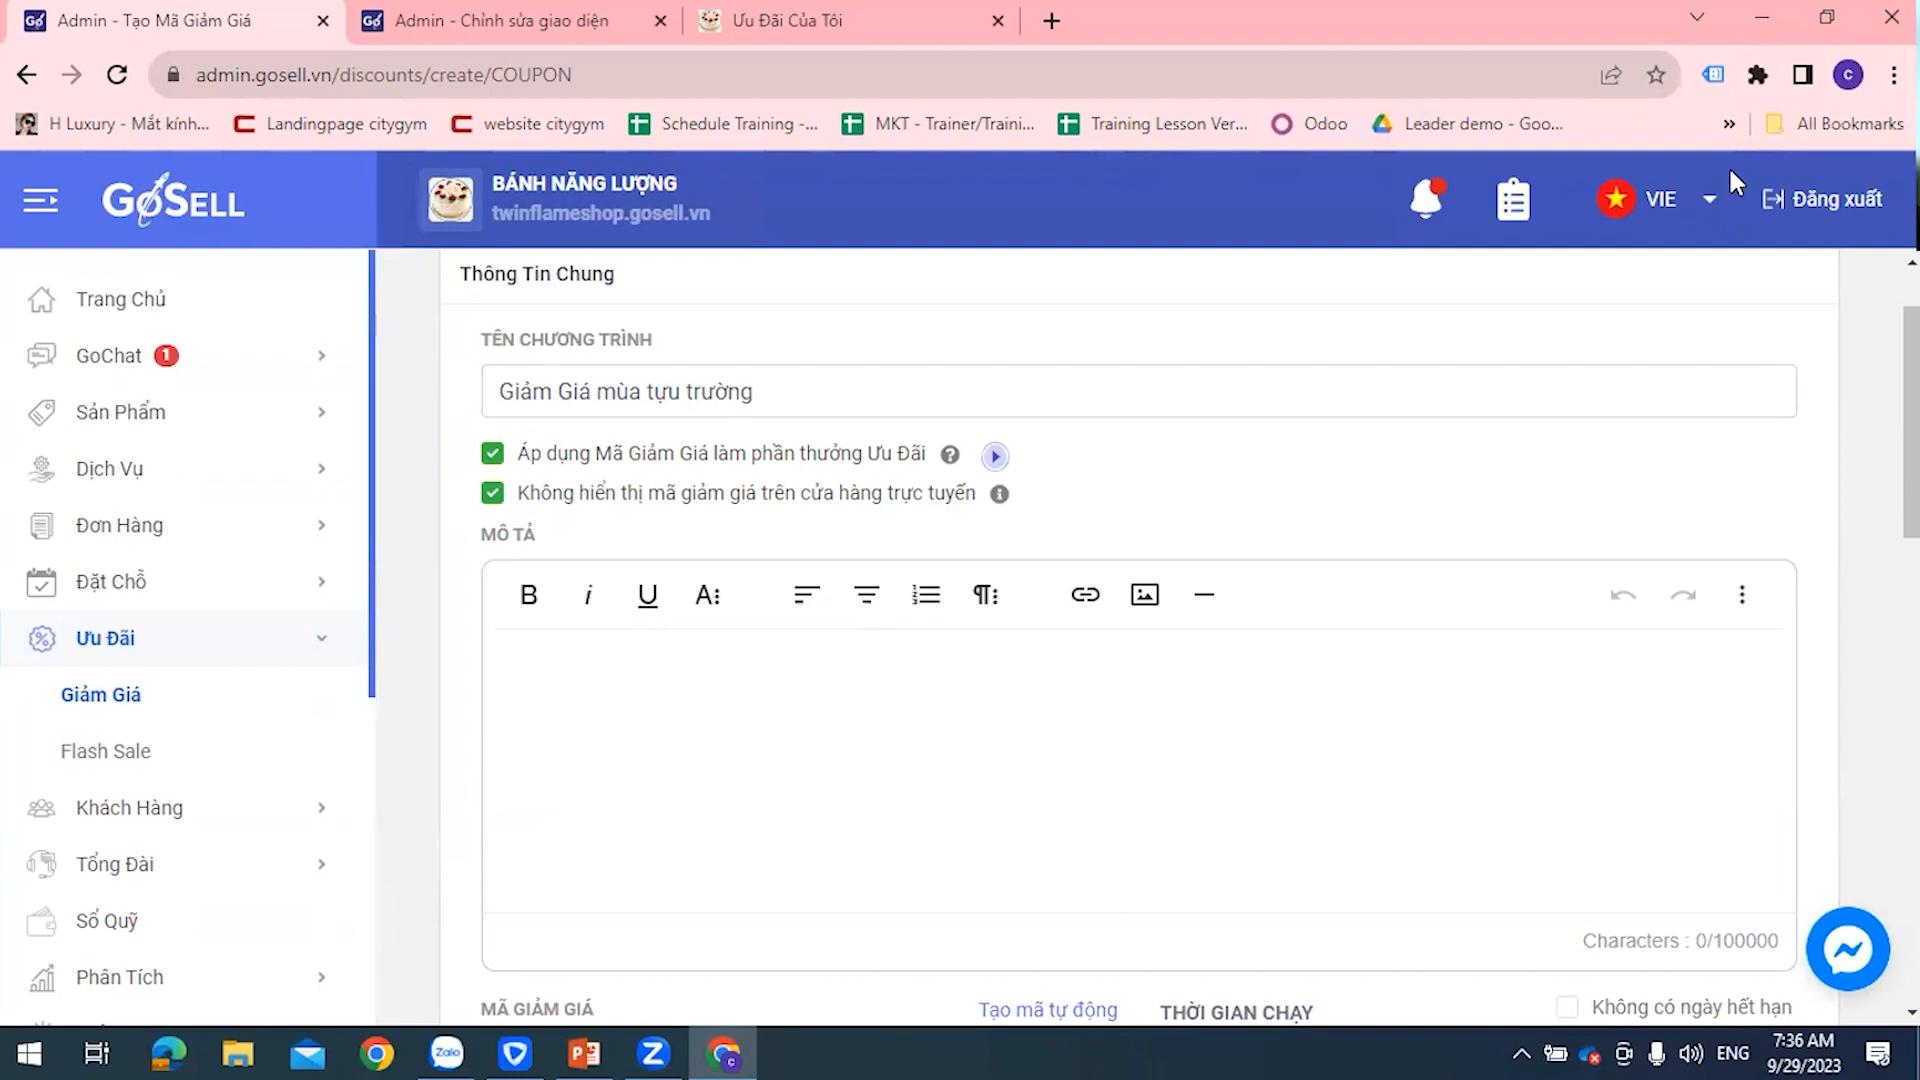 Admin - Tạo Mã Giảm Giá
Admin - Chỉnh sửa giao diện
Ưu Đãi Của Tôi
admin.gosell.vn/discounts/create/COUPON
C
H Luxury - Mắt kính...
Landingpage citygym
website citygym
Schedule Training -...
MKT - Trainer/Traini...
Training Lesson Ver...
Odoo
Leader demo - Goo...
»
All Bookmarks
GoSELL
BÁNH NĂNG LƯỢNG
twinflameshop.gosell.vn
VIE
Đăng xuất
Trang Chủ
GoChat 1
Sản Phẩm
Dịch Vụ
Đơn Hàng
Đặt Chỗ
Ưu Đãi
Giảm Giá
Flash Sale
Khách Hàng
Tổng Đài
Sổ Quỹ
Phân Tích
Thông Tin Chung
TÊN CHƯƠNG TRÌNH
Giảm Giá mùa tựu trường
Áp dụng Mã Giảm Giá làm phần thưởng Ưu Đãi
Không hiển thị mã giảm giá trên cửa hàng trực tuyến
MÔ TẢ
Characters : 0/100000
MÃ GIẢM GIÁ
Tạo mã tự động
THỜI GIAN CHẠY
Không có ngày hết hạn
Zalo
ENG
7:36 AM
9/29/2023